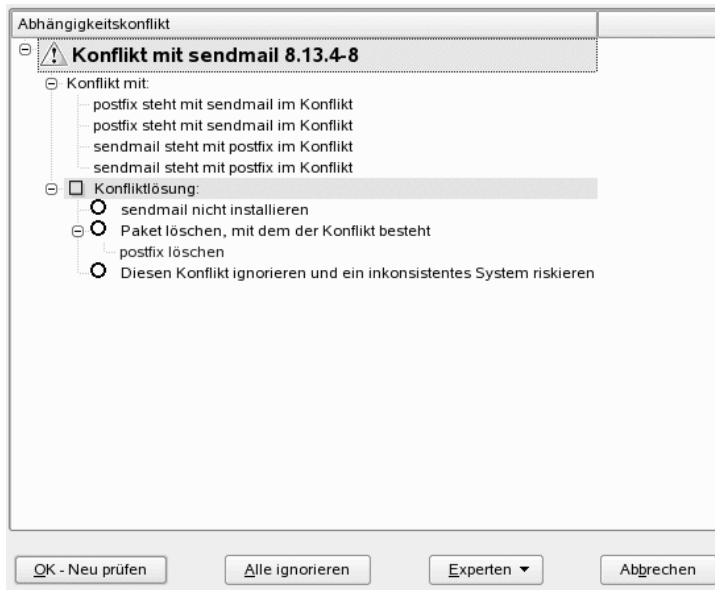 Abhängigkeitskonflikt
Konflikt mit sendmail 8.13.4-8
Konflikt mit:
postfix steht mit sendmail im Konflikt
postfix steht mit sendmail im Konflikt
sendmail steht mit postfix im Konflikt
sendmail steht mit postfix im Konflikt
Konfliktlösung:
sendmail nicht installieren
Paket löschen, mit dem der Konflikt besteht
postfix löschen
Diesen Konflikt ignorieren und ein inkonsistentes System riskieren
OK - Neu prüfen
Alle ignorieren
Experten
Abbrechen